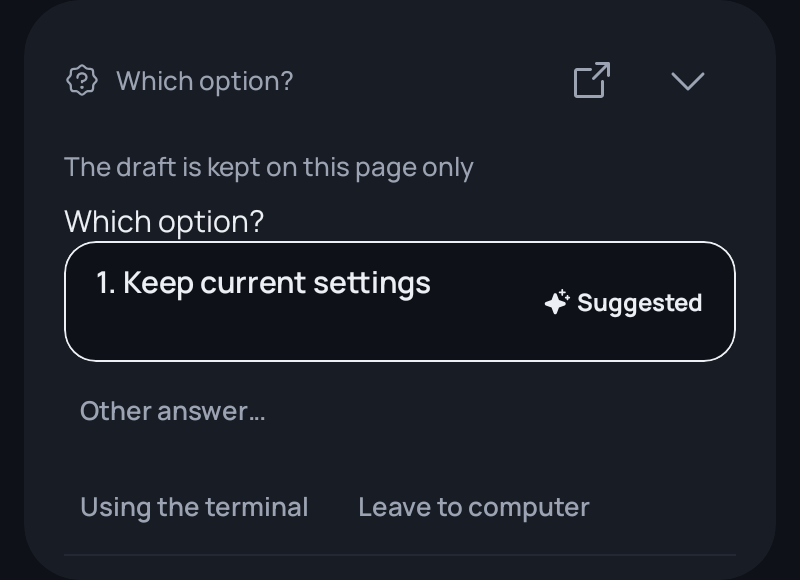 Which option?
The draft is kept on this page only
Which option?
1. Keep current settings
Suggested
Other answer...
Using the terminal
Leave to computer